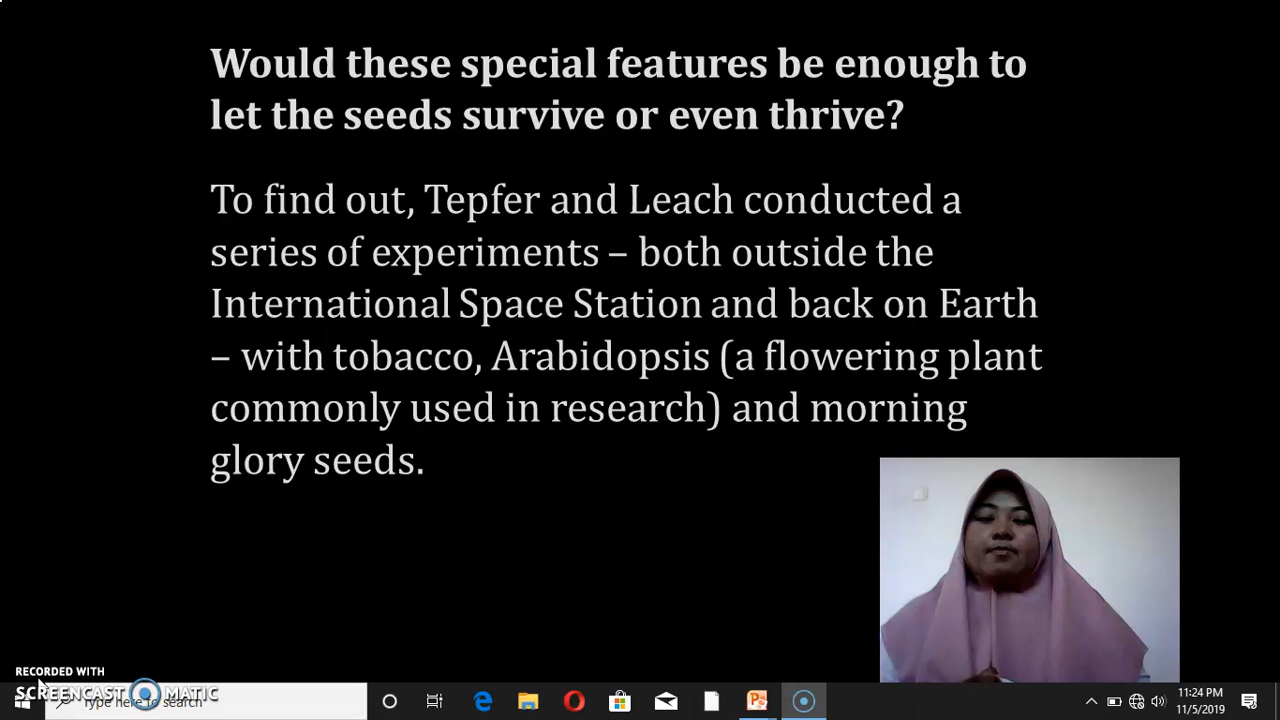 Would these special features be enough to
let the seeds survive or even thrive?
To find out, Tepfer and Leach conducted a
series of experiments – both outside the
International Space Station and back on Earth
– with tobacco, Arabidopsis (a flowering plant
commonly used in research) and morning
glory seeds.
RECORDED WITH
SCREENCAST MATIC
Type here to search
11:24 PM
11/5/2019